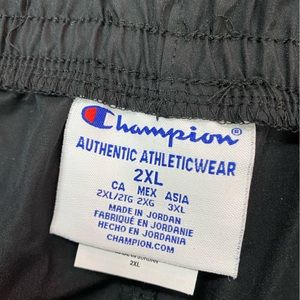 Champion®
AUTHENTIC ATHLETICWEAR
2XL
CA MEX ASIA
2XL/2TG 2XG 3XL
MADE IN JORDAN
FABRIQUÉ EN JORDANIE
HECHO EN JORDANIA
CHAMPION.COM
2XL